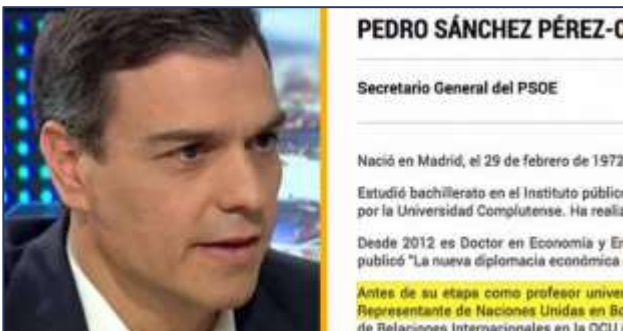 PEDRO SÁNCHEZ PÉREZ-
Secretario General del PSOE
Nació en Madrid, el 29 de febrero de 1972
Estudió bachillerato en el Instituto públic
por la Universidad Complutense. Ha realiz
Desde 2012 es Doctor en Economía y
publicó "La nueva diplomacia económica
Antes de su etapa como profesor univer
Representante de Naciones Unidas en
de Relaciones Internacionales en la OCU